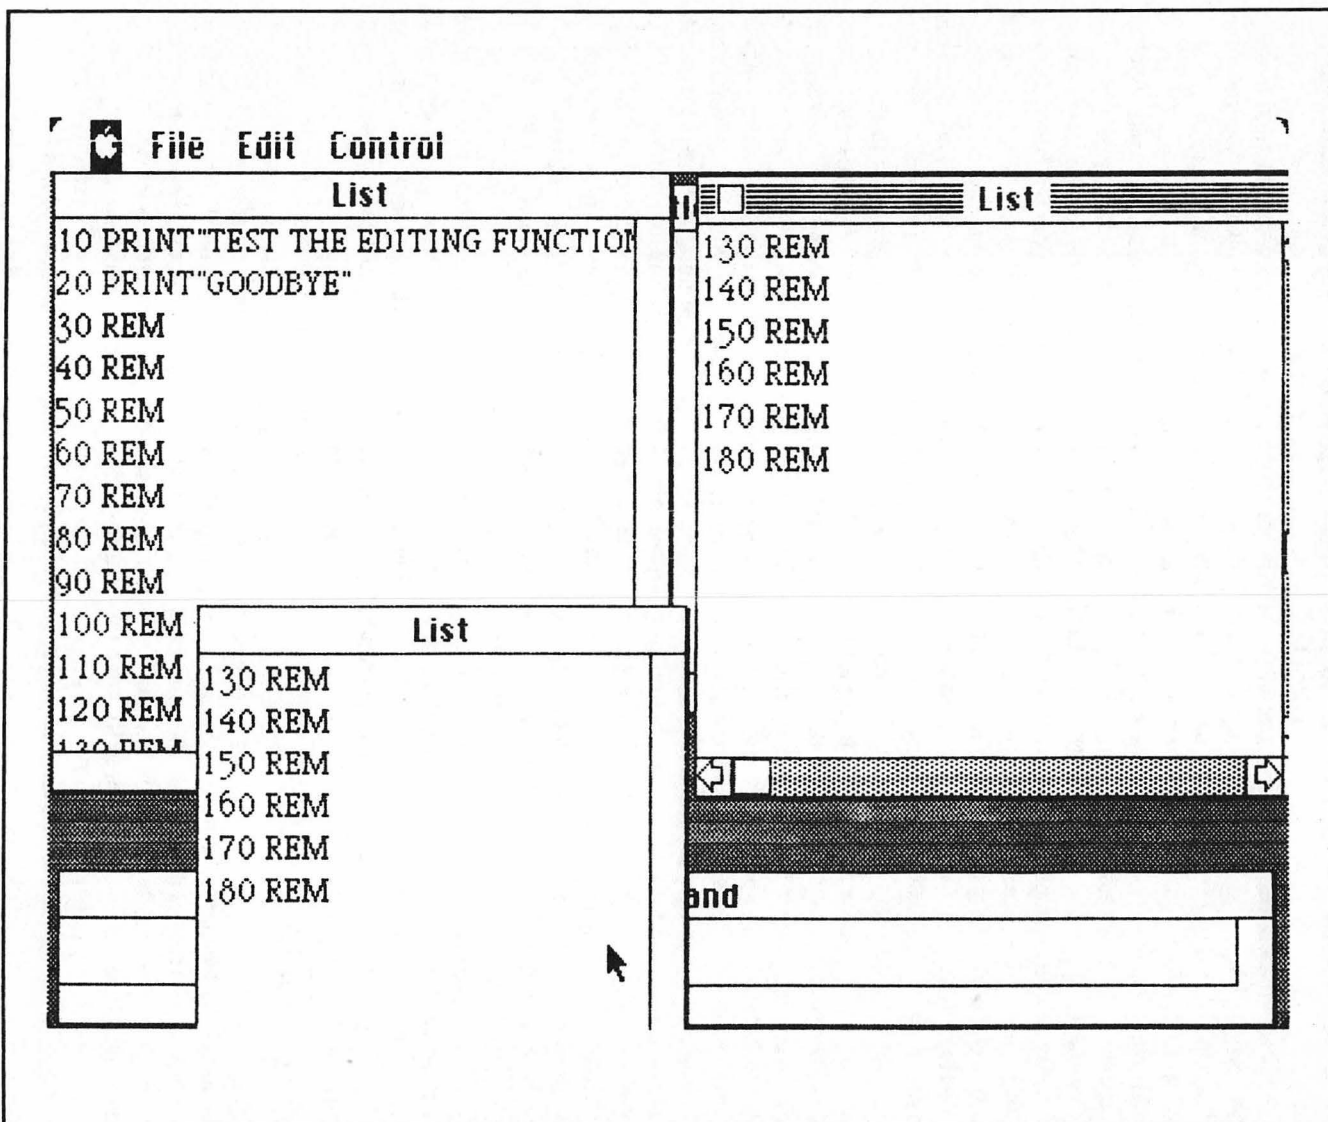 File Edit Control
List
10 PRINT"TEST THE EDITING FUNCTION
20 PRINT"GOODBYE"
30 REM
40 REM
50 REM
60 REM
70 REM
80 REM
90 REM
100 REM
110 REM
120 REM
130 REM
List
130 REM
140 REM
150 REM
160 REM
170 REM
180 REM
List
130 REM
140 REM
150 REM
160 REM
170 REM
180 REM
and